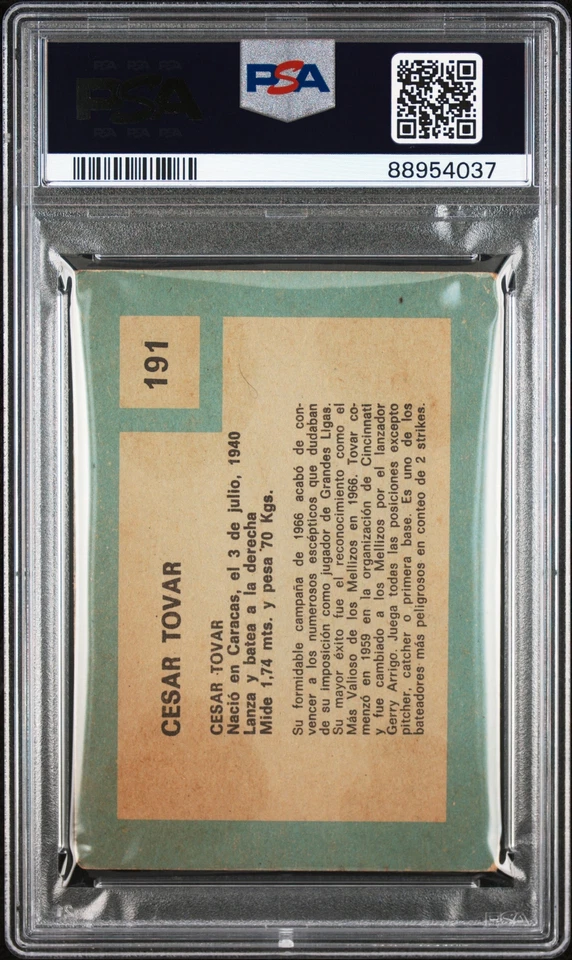 PSA
PSA
88954037
191
CESAR TOVAR
CESAR TOVAR
Nació en Caracas, el 3 de julio, 1940
Lanza y batea a la derecha
Mide 1,74 mts. y pesa 70 Kgs.
Su formidable campaña de 1966 acabó de con-
vencer a los numerosos escépticos que dudaban
de su imposición como jugador de Grandes Ligas.
Su mayor éxito fue el reconocimiento como el
Más Valioso de los Mellizos en 1966. Tovar co-
menzó en 1959 en la organización de Cincinnati
y fue cambiado a los Mellizos por el lanzador
Gerry Arrigo. Juega todas las posiciones excepto
pitcher, catcher o primera base. Es uno de los
bateadores más peligrosos en conteo de 2 strikes.
PSA